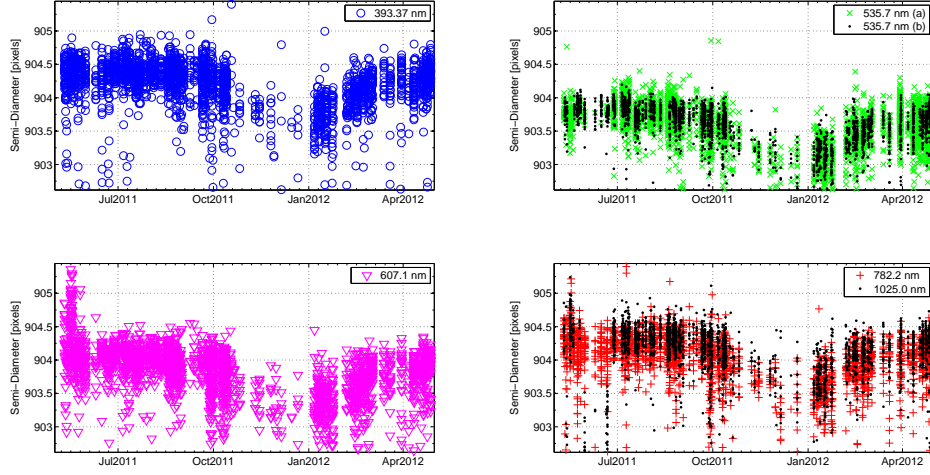 393.37 nm
Semi-Diameter [pixels]
905
904.5
904
903.5
903
Jul2011
Oct2011
Jan2012
Apr2012
535.7 nm (a)
535.7 nm (b)
Semi-Diameter [pixels]
905
904.5
904
903.5
903
Jul2011
Oct2011
Jan2012
Apr2012
607.1 nm
Semi-Diameter [pixels]
905
904.5
904
903.5
903
Jul2011
Oct2011
Jan2012
Apr2012
782.2 nm
1025.0 nm
Semi-Diameter [pixels]
905
904.5
904
903.5
903
Jul2011
Oct2011
Jan2012
Apr2012